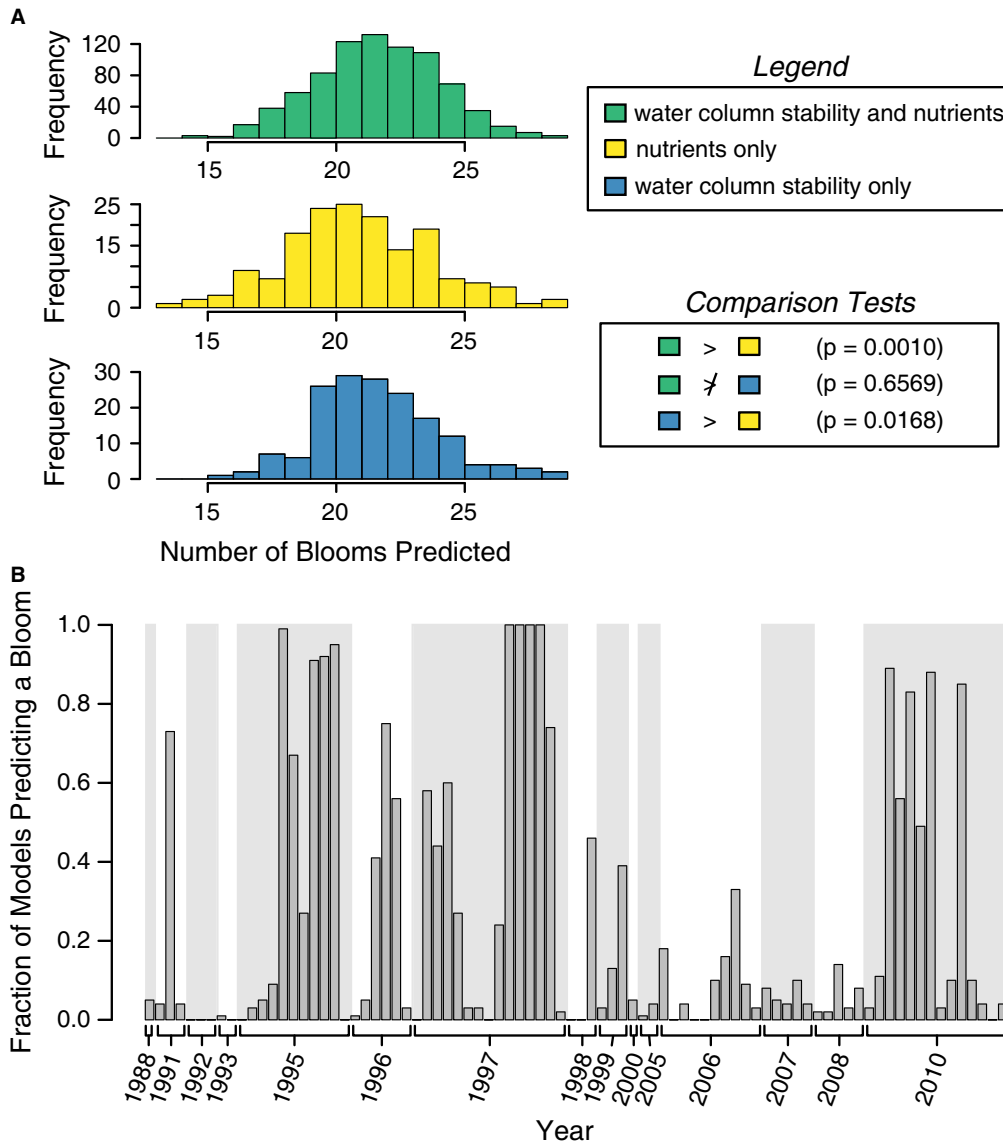 A
Frequency
120
80
40
0
15 20 25
Legend
water column stability and nutrients
nutrients only
water column stability only
Frequency
25
15
0
15 20 25
Comparison Tests
> (p = 0.0010)
≯ (p = 0.6569)
> (p = 0.0168)
Frequency
30
20
10
0
15 20 25
Number of Blooms Predicted
B
Fraction of Models Predicting a Bloom
1.0
0.8
0.6
0.4
0.2
0.0
1988 1991 1992 1993 1995 1996 1997 1998 1999 2000 2005 2006 2007 2008 2010
Year